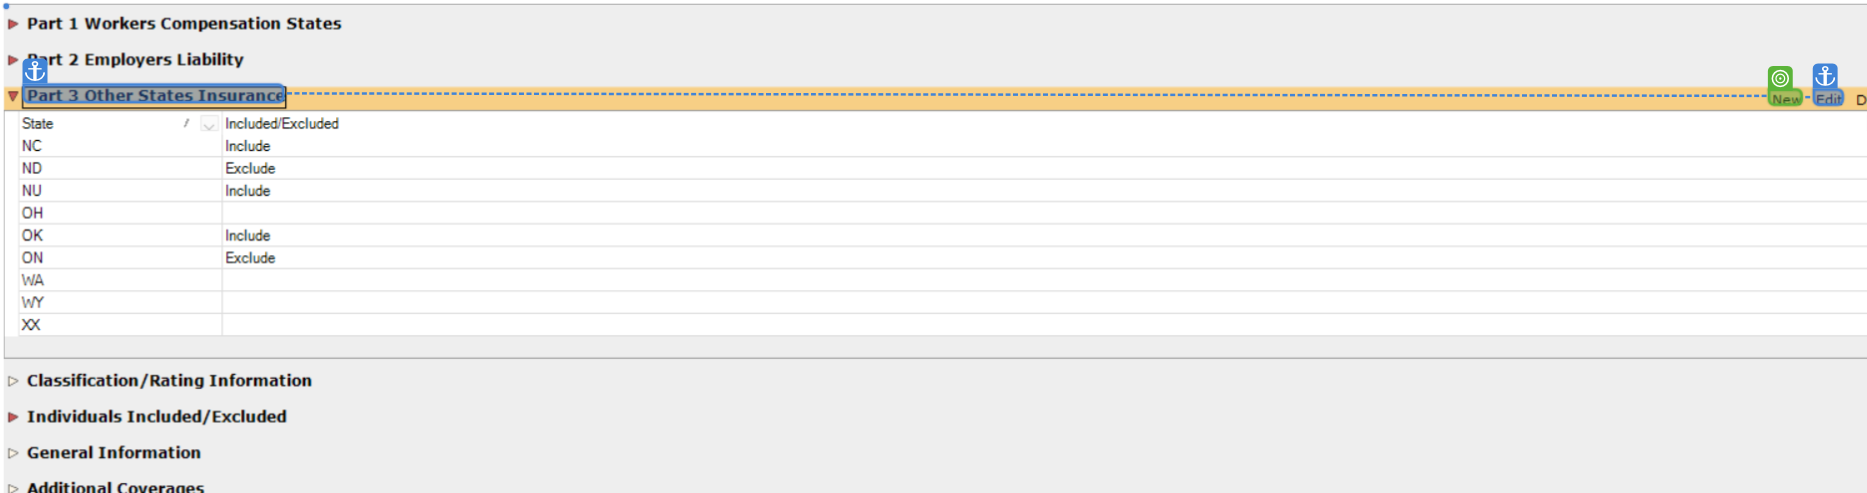 Part 1 Workers Compensation States
Part 2 Employers Liability
Part 3 Other States Insurance New Edit D
State Included/Excluded
NC Include
ND Exclude
NU Include
OH
OK Include
ON Exclude
WA
WY
XX
Classification/Rating Information
Individuals Included/Excluded
General Information
Additional Coverages